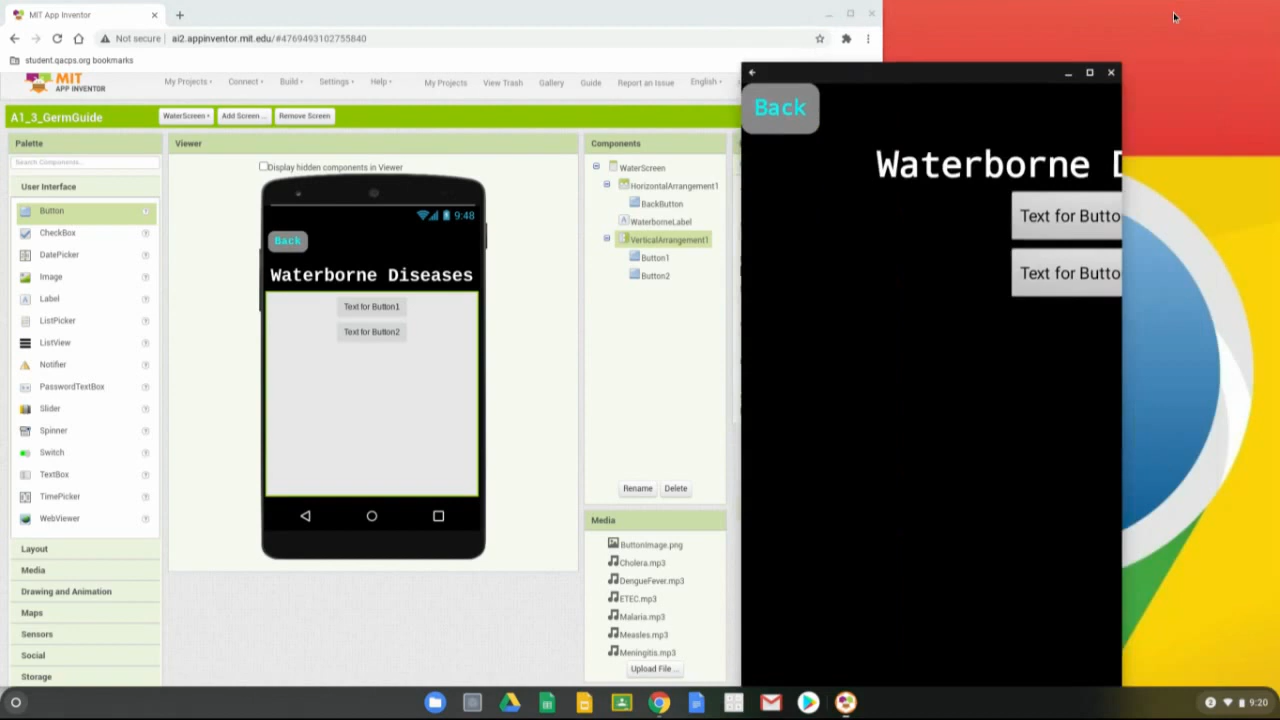 MIT App Inventor
Not secure
ai2.appinventor.mit.edu/#4769493102755840
student.qacps.org bookmarks
MIT
APP INVENTOR
My Projects
Connect
Build
Settings
Help
My Projects
View Trash
Gallery
Guide
Report an Issue
English
A1_3_GermGuide
WaterScreen
Add Screen ...
Remove Screen
Palette
Search Components...
User Interface
Button
CheckBox
DatePicker
Image
Label
ListPicker
ListView
Notifier
PasswordTextBox
Slider
Spinner
Switch
TextBox
TimePicker
WebViewer
Layout
Media
Drawing and Animation
Maps
Sensors
Social
Storage
Viewer
Display hidden components in Viewer
9:48
Back
Waterborne Diseases
Text for Button1
Text for Button2
Components
WaterScreen
HorizontalArrangement1
BackButton
WaterborneLabel
VerticalArrangement1
Button1
Button2
Rename
Delete
Media
ButtonImage.png
Cholera.mp3
DengueFever.mp3
ETEC.mp3
Malaria.mp3
Measles.mp3
Meningitis.mp3
Upload File ...
Back
Waterborne D
Text for Butto
Text for Butto
2
9:20